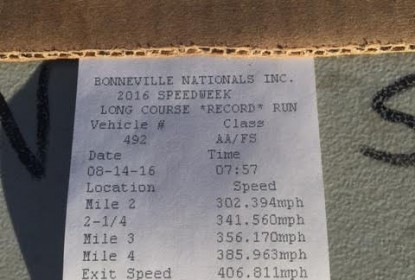 BONNEVILLE NATIONALS INC.
2016 SPEEDWEEK
LONG COURSE *RECORD* RUN
Vehicle # Class
492 AA/FS
Date Time
08-14-16 07:57
Location Speed
Mile 2 302.394mph
2-1/4 341.560mph
Mile 3 356.170mph
Mile 4 385.963mph
Exit Speed 406.811mph